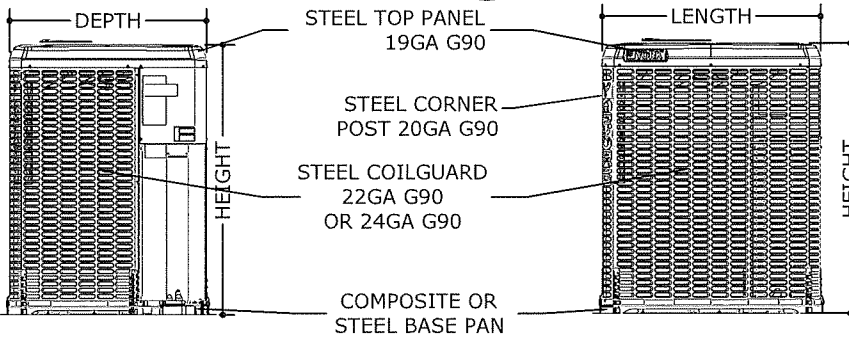 DEPTH
STEEL TOP PANEL
19GA G90
LENGTH
STEEL CORNER
POST 20GA G90
HEIGHT
STEEL COILGUARD
22GA G90
OR 24GA G90
HEIGHT
COMPOSITE OR
STEEL BASE PAN